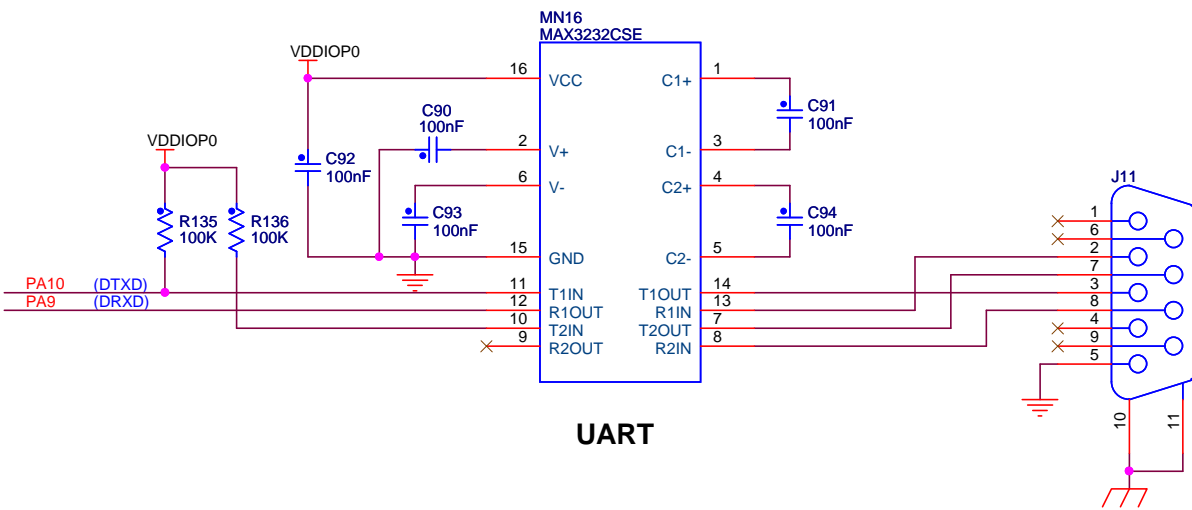 MN16
MAX3232CSE
VDDIOP0
16 VCC C1+ 1
C90
100nF
C91
100nF
VDDIOP0
2 V+ C1- 3
C92
100nF
6 V- C2+ 4
J11
R135
100K
R136
100K
C93
100nF
C94
100nF
1
6
15 GND C2- 5
2
7
PA10 (DTXD) 11 T1IN T1OUT 14
3
PA9 (DRXD) 12 R1OUT R1IN 13
8
10 T2IN T2OUT 7
4
9 R2OUT R2IN 8
9
5
UART
10
11